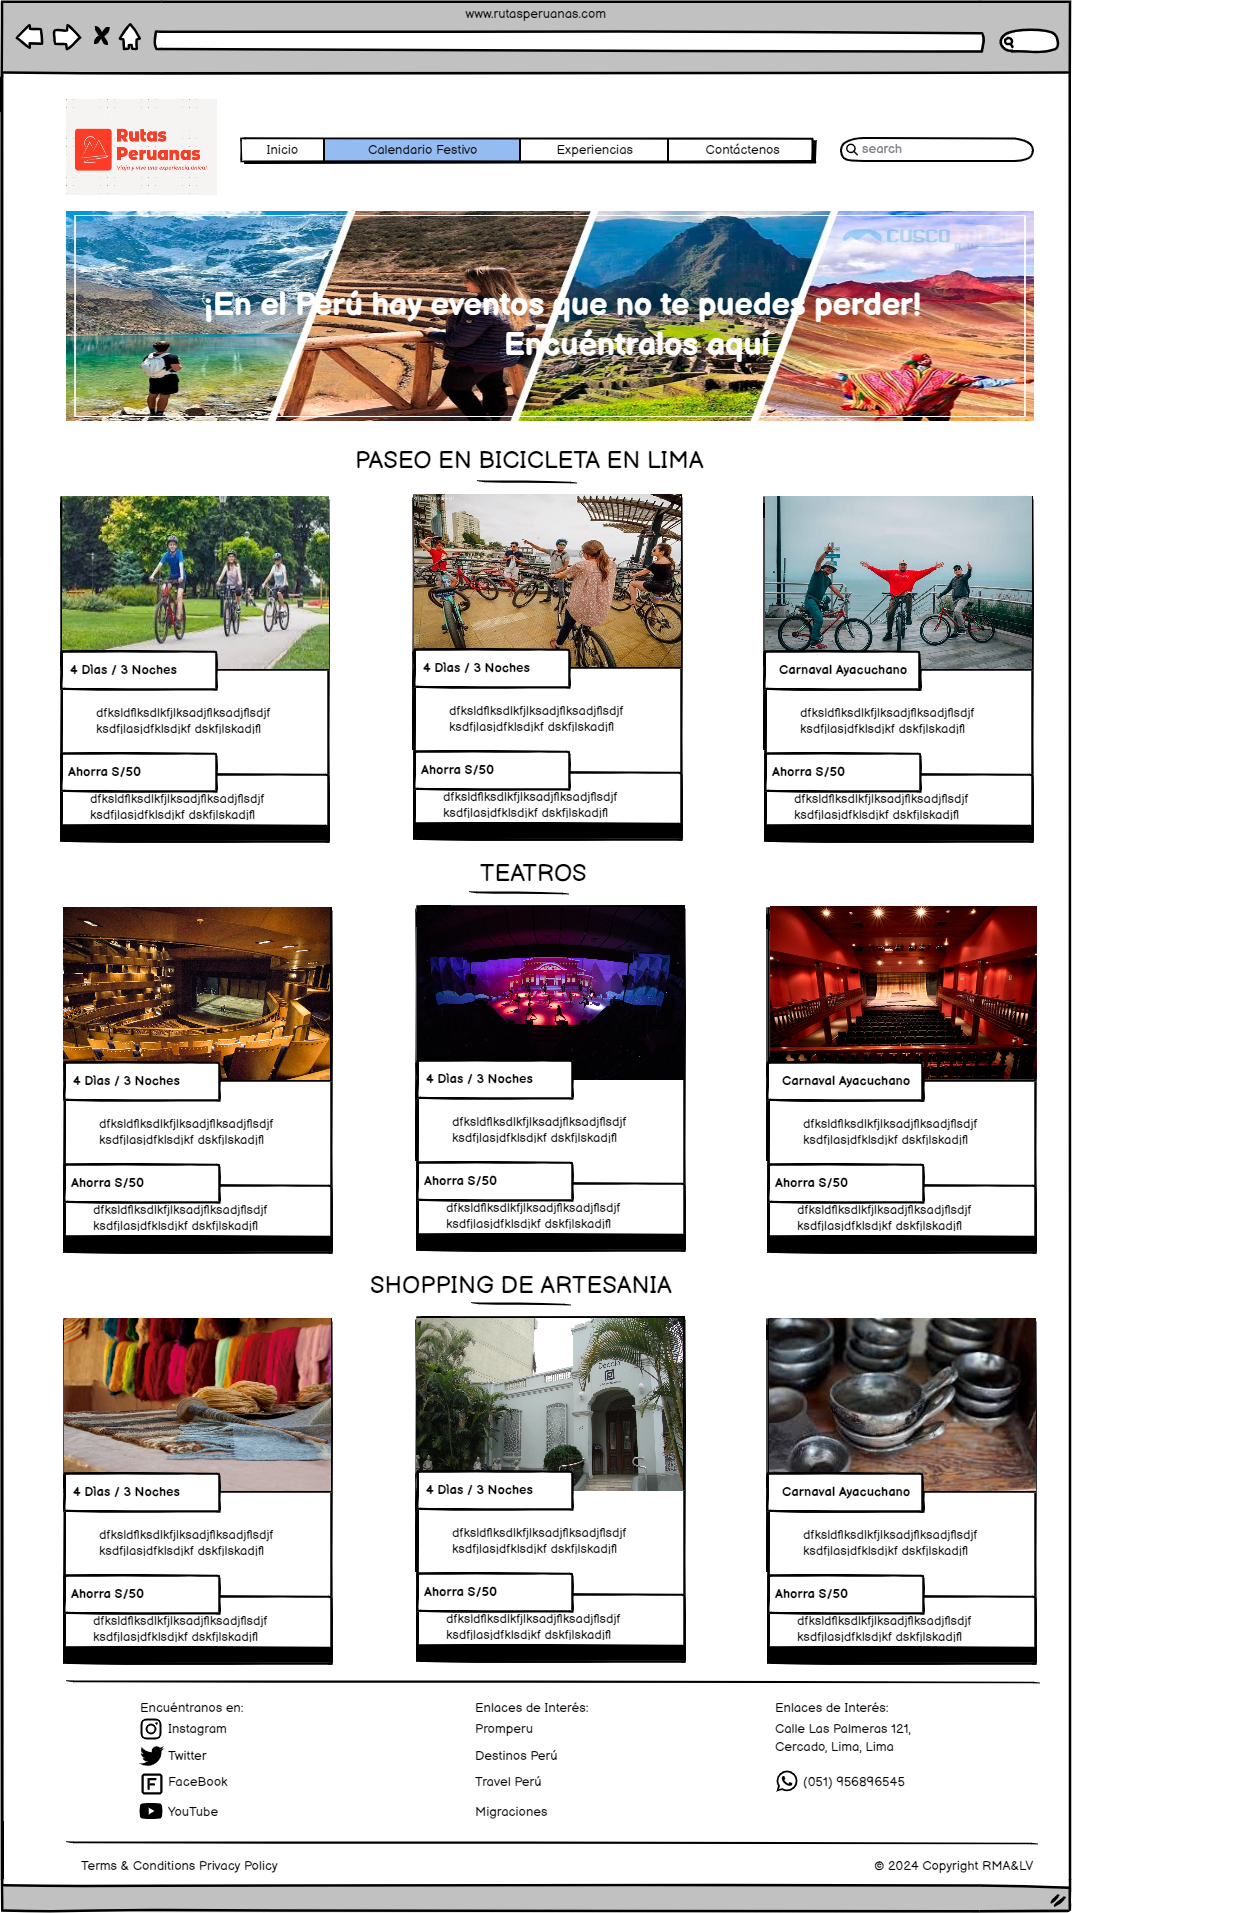 www.rutasperuanas.com
Rutas
Peruanas
Viaja y vive una experiencia única!
Inicio
Calendario Festivo
Experiencias
Contáctenos
search
CUSCO
¡En el Perú hay eventos que no te puedes perder!
Encuéntralos aquí
PASEO EN BICICLETA EN LIMA
4 Dìas / 3 Noches
4 Dìas / 3 Noches
Carnaval Ayacuchano
dfksldflksdlkfjlksadjflksadjflsdjf
ksdfjlasjdfklsdjkf dskfjlskadjfl
dfksldflksdlkfjlksadjflksadjflsdjf
ksdfjlasjdfklsdjkf dskfjlskadjfl
dfksldflksdlkfjlksadjflksadjflsdjf
ksdfjlasjdfklsdjkf dskfjlskadjfl
Ahorra S/50
Ahorra S/50
Ahorra S/50
dfksldflksdlkfjlksadjflksadjflsdjf
ksdfjlasjdfklsdjkf dskfjlskadjfl
dfksldflksdlkfjlksadjflksadjflsdjf
ksdfjlasjdfklsdjkf dskfjlskadjfl
dfksldflksdlkfjlksadjflksadjflsdjf
ksdfjlasjdfklsdjkf dskfjlskadjfl
TEATROS
4 Dìas / 3 Noches
4 Dìas / 3 Noches
Carnaval Ayacuchano
dfksldflksdlkfjlksadjflksadjflsdjf
ksdfjlasjdfklsdjkf dskfjlskadjfl
dfksldflksdlkfjlksadjflksadjflsdjf
ksdfjlasjdfklsdjkf dskfjlskadjfl
dfksldflksdlkfjlksadjflksadjflsdjf
ksdfjlasjdfklsdjkf dskfjlskadjfl
Ahorra S/50
Ahorra S/50
Ahorra S/50
dfksldflksdlkfjlksadjflksadjflsdjf
ksdfjlasjdfklsdjkf dskfjlskadjfl
dfksldflksdlkfjlksadjflksadjflsdjf
ksdfjlasjdfklsdjkf dskfjlskadjfl
dfksldflksdlkfjlksadjflksadjflsdjf
ksdfjlasjdfklsdjkf dskfjlskadjfl
SHOPPING DE ARTESANIA
Dédalo
4 Dìas / 3 Noches
4 Dìas / 3 Noches
Carnaval Ayacuchano
dfksldflksdlkfjlksadjflksadjflsdjf
ksdfjlasjdfklsdjkf dskfjlskadjfl
dfksldflksdlkfjlksadjflksadjflsdjf
ksdfjlasjdfklsdjkf dskfjlskadjfl
dfksldflksdlkfjlksadjflksadjflsdjf
ksdfjlasjdfklsdjkf dskfjlskadjfl
Ahorra S/50
Ahorra S/50
Ahorra S/50
dfksldflksdlkfjlksadjflksadjflsdjf
ksdfjlasjdfklsdjkf dskfjlskadjfl
dfksldflksdlkfjlksadjflksadjflsdjf
ksdfjlasjdfklsdjkf dskfjlskadjfl
dfksldflksdlkfjlksadjflksadjflsdjf
ksdfjlasjdfklsdjkf dskfjlskadjfl
Encuéntranos en:
Instagram
Twitter
FaceBook
YouTube
Enlaces de Interés:
Promperu
Destinos Perú
Travel Perú
Migraciones
Enlaces de Interés:
Calle Las Palmeras 121,
Cercado, Lima, Lima
(051) 956896545
Terms & Conditions Privacy Policy
© 2024 Copyright RMA&LV